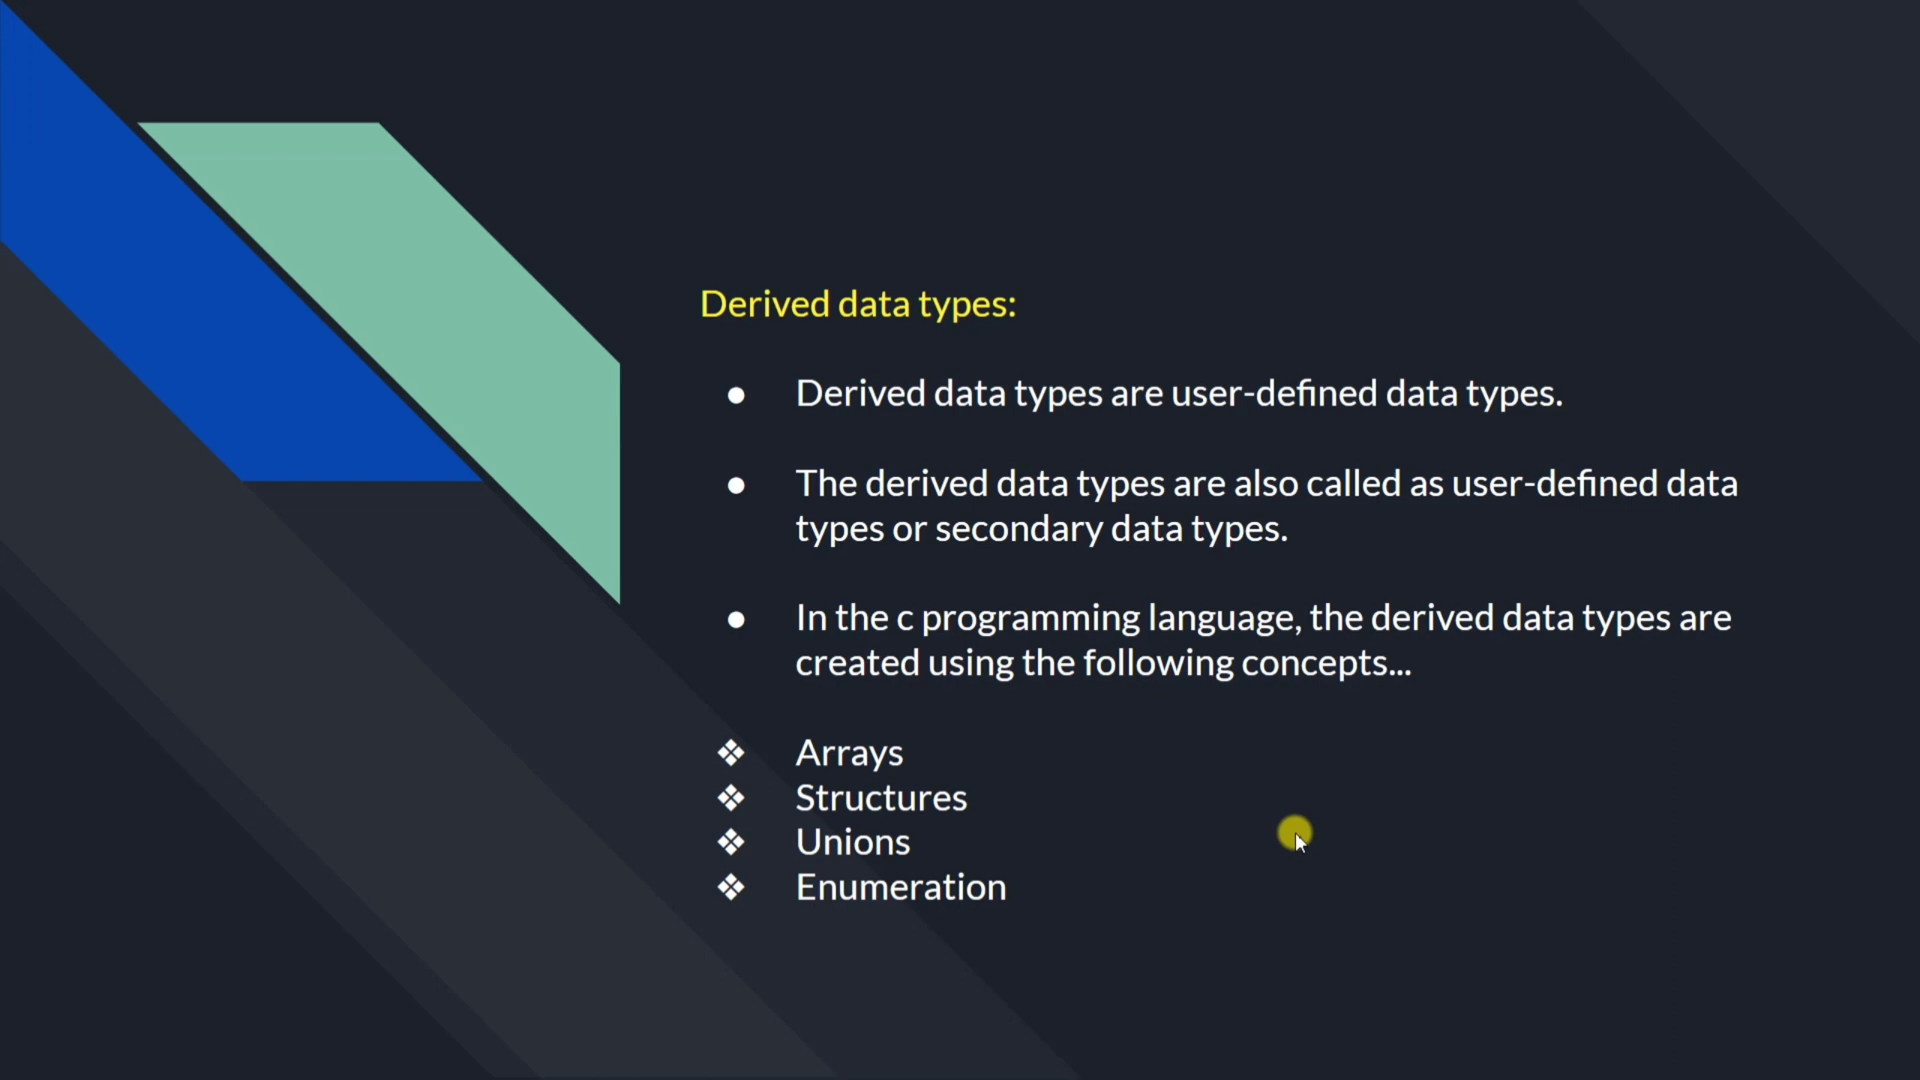 Derived data types:
● Derived data types are user-defined data types.
● The derived data types are also called as user-defined data
types or secondary data types.
● In the c programming language, the derived data types are
created using the following concepts...
❖ Arrays
❖ Structures
❖ Unions
❖ Enumeration